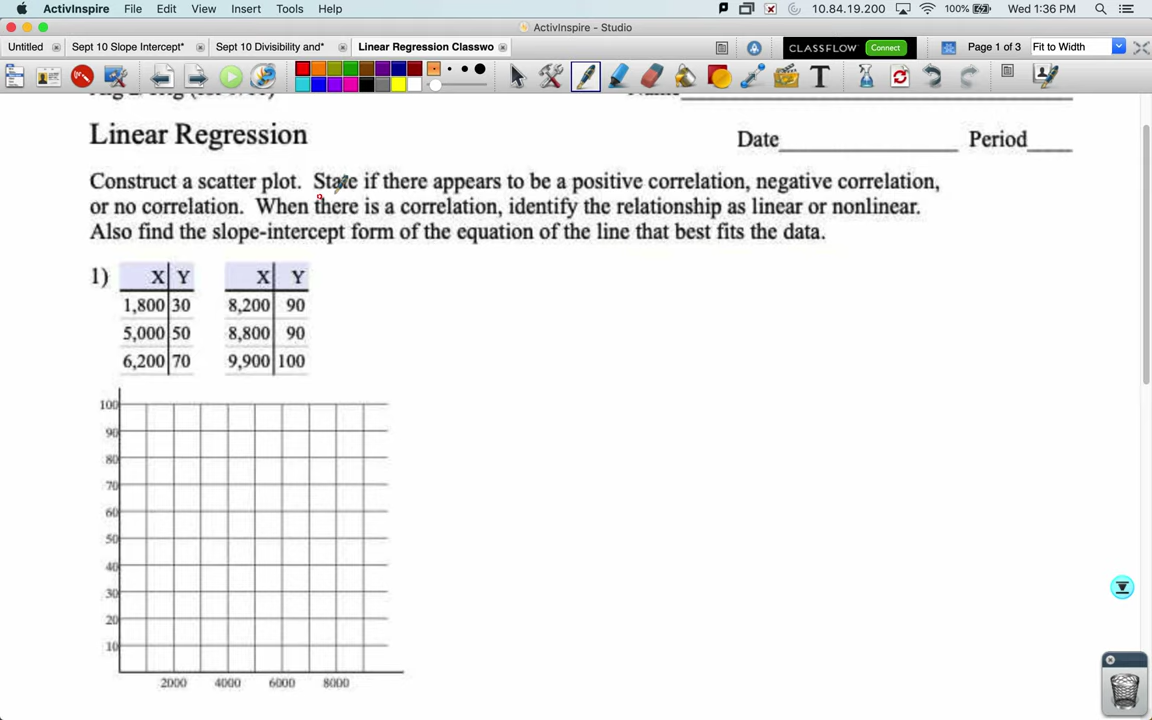 ActivInspire File Edit View Insert Tools Help 10.84.19.200 100% Wed 1:36 PM
ActivInspire - Studio
Untitled Sept 10 Slope Intercept* Sept 10 Divisibility and* Linear Regression Classwo CLASSFLOW Connect Page 1 of 3 Fit to Width
Linear Regression Date Period
Construct a scatter plot. State if there appears to be a positive correlation, negative correlation,
or no correlation. When there is a correlation, identify the relationship as linear or nonlinear.
Also find the slope-intercept form of the equation of the line that best fits the data.
1) X Y X Y
1,800 30 8,200 90
5,000 50 8,800 90
6,200 70 9,900 100
100
90
80
70
60
50
40
30
20
10
2000 4000 6000 8000